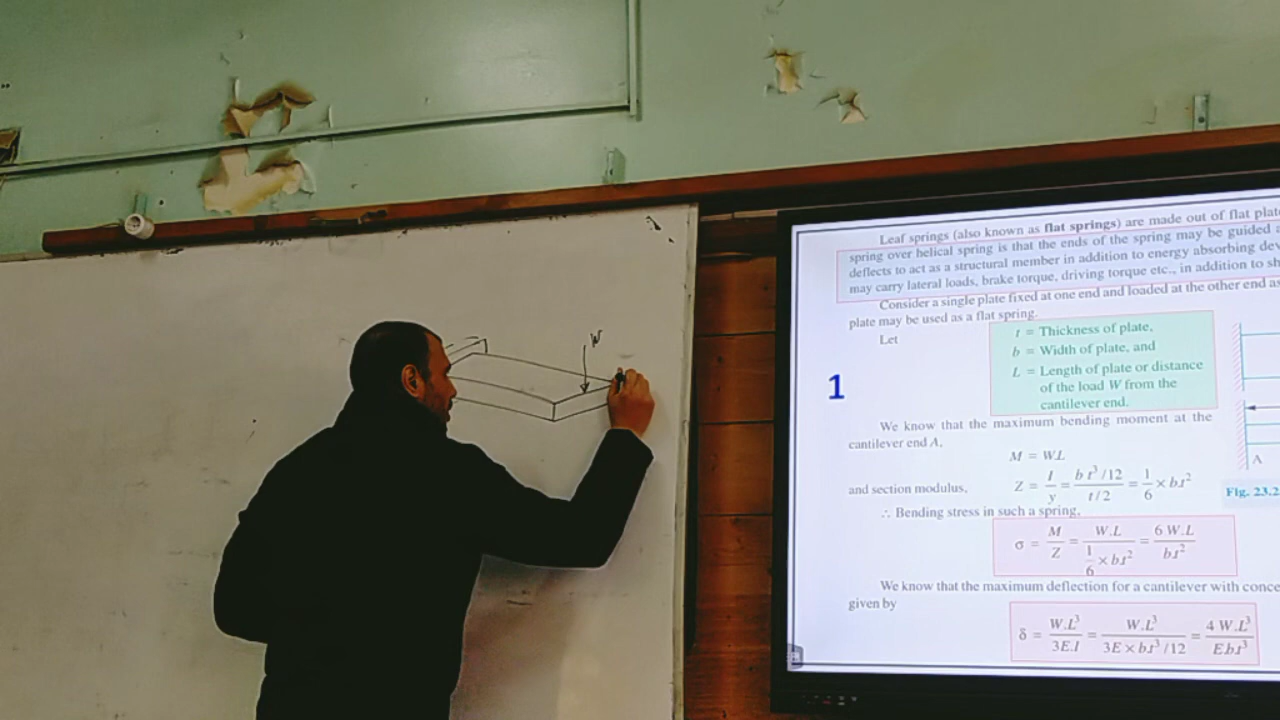 W
Leaf springs (also known as flat springs) are made out of flat plat
spring over helical spring is that the ends of the spring may be guided a
deflects to act as a structural member in addition to energy absorbing dev
may carry lateral loads, brake torque, driving torque etc., in addition to sh
Consider a single plate fixed at one end and loaded at the other end as
plate may be used as a flat spring.
Let
t = Thickness of plate,
b = Width of plate, and
L = Length of plate or distance
of the load W from the
cantilever end.
1
We know that the maximum bending moment at the
cantilever end A,
M = W.L
and section modulus, Z = I/y = b t³/12 / t/2 = 1/6 × b.t²
A
Fig. 23.2
∴ Bending stress in such a spring,
σ = M/Z = W.L / 1/6 × b.t² = 6 W.L / b.t²
We know that the maximum deflection for a cantilever with conce
given by
δ = W.L³ / 3E.I = W.L³ / 3E × b.t³/12 = 4 W.L³ / E.b.t³